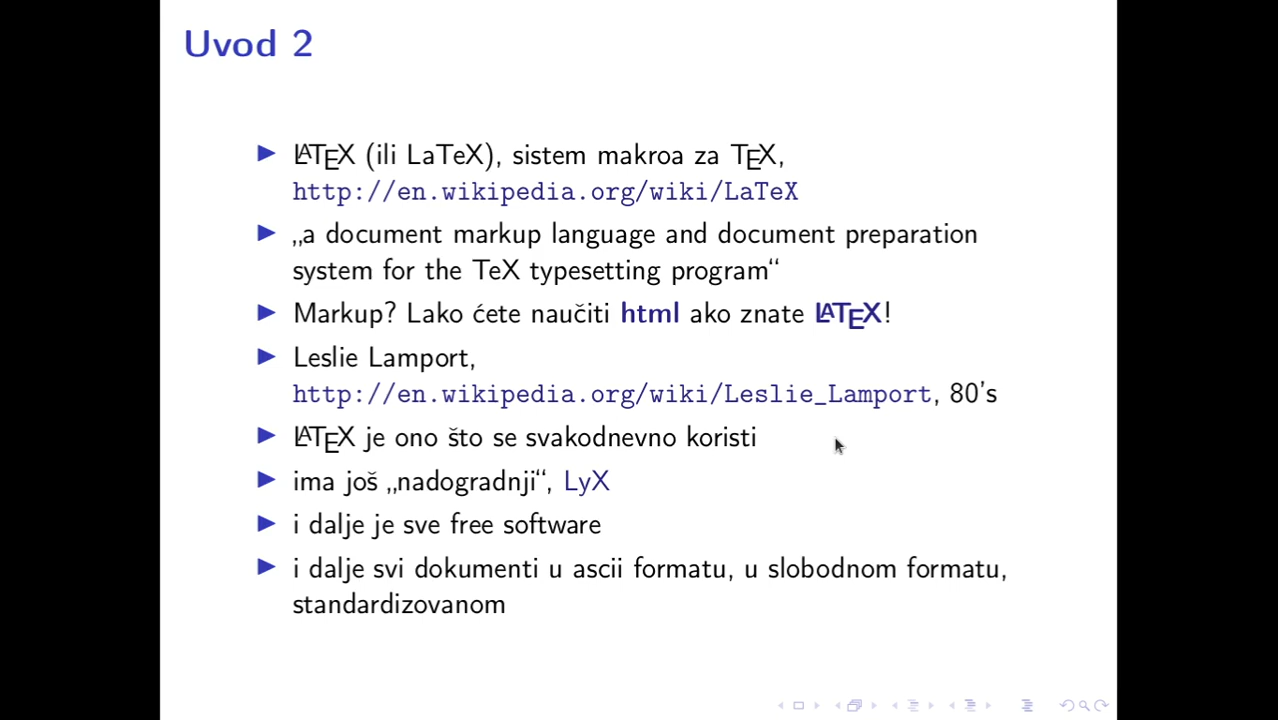 Uvod 2
LATEX (ili LaTeX), sistem makroa za TEX,
http://en.wikipedia.org/wiki/LaTeX
„a document markup language and document preparation
system for the TeX typesetting program“
Markup? Lako ćete naučiti html ako znate LATEX!
Leslie Lamport,
http://en.wikipedia.org/wiki/Leslie_Lamport, 80's
LATEX je ono što se svakodnevno koristi
ima još „nadogradnji“, LyX
i dalje je sve free software
i dalje svi dokumenti u ascii formatu, u slobodnom formatu,
standardizovanom